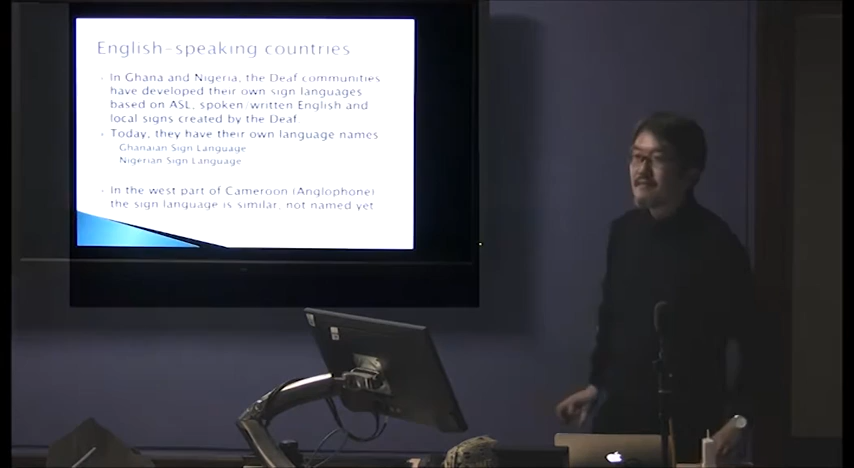 English-speaking countries
In Ghana and Nigeria, the Deaf communities
have developed their own sign languages
based on ASL, spoken/written English and
local signs created by the Deaf
Today, they have their own language names
Ghanaian Sign Language
Nigerian Sign Language
In the west part of Cameroon (Anglophone)
the sign language is similar, not named yet